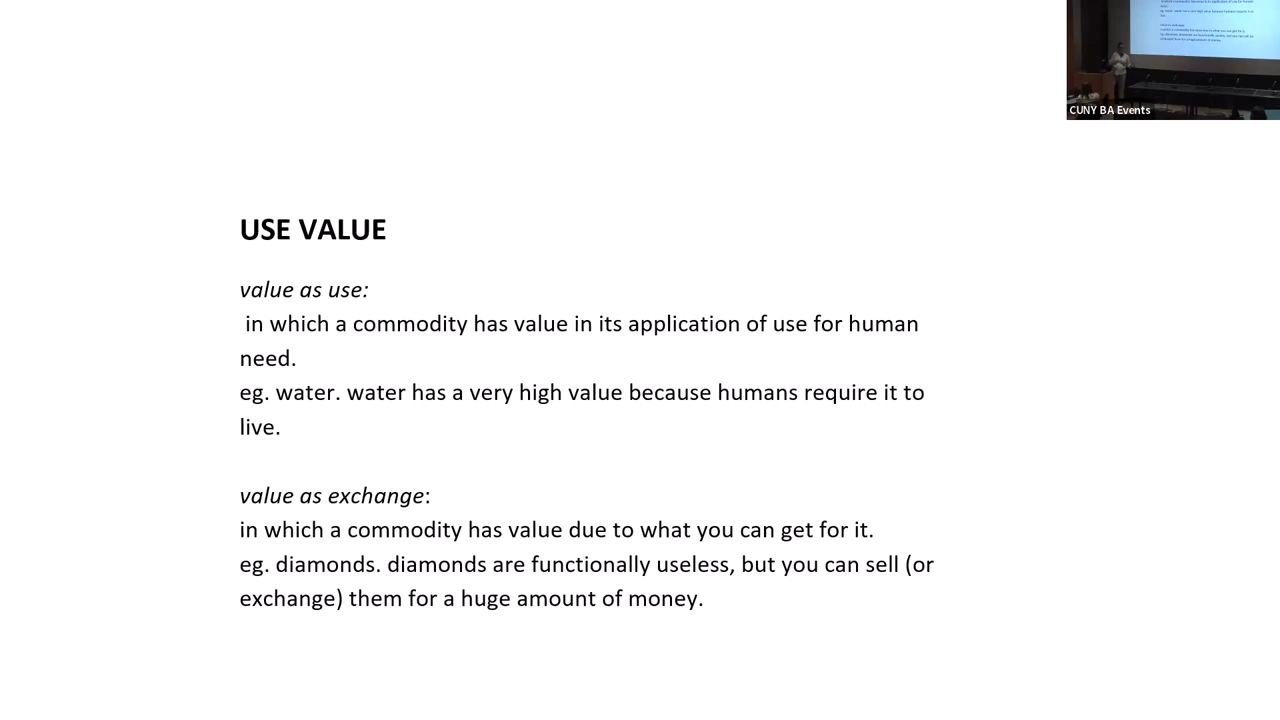 CUNY BA Events
USE VALUE
value as use:
in which a commodity has value in its application of use for human
need.
eg. water. water has a very high value because humans require it to
live.
value as exchange:
in which a commodity has value due to what you can get for it.
eg. diamonds. diamonds are functionally useless, but you can sell (or
exchange) them for a huge amount of money.